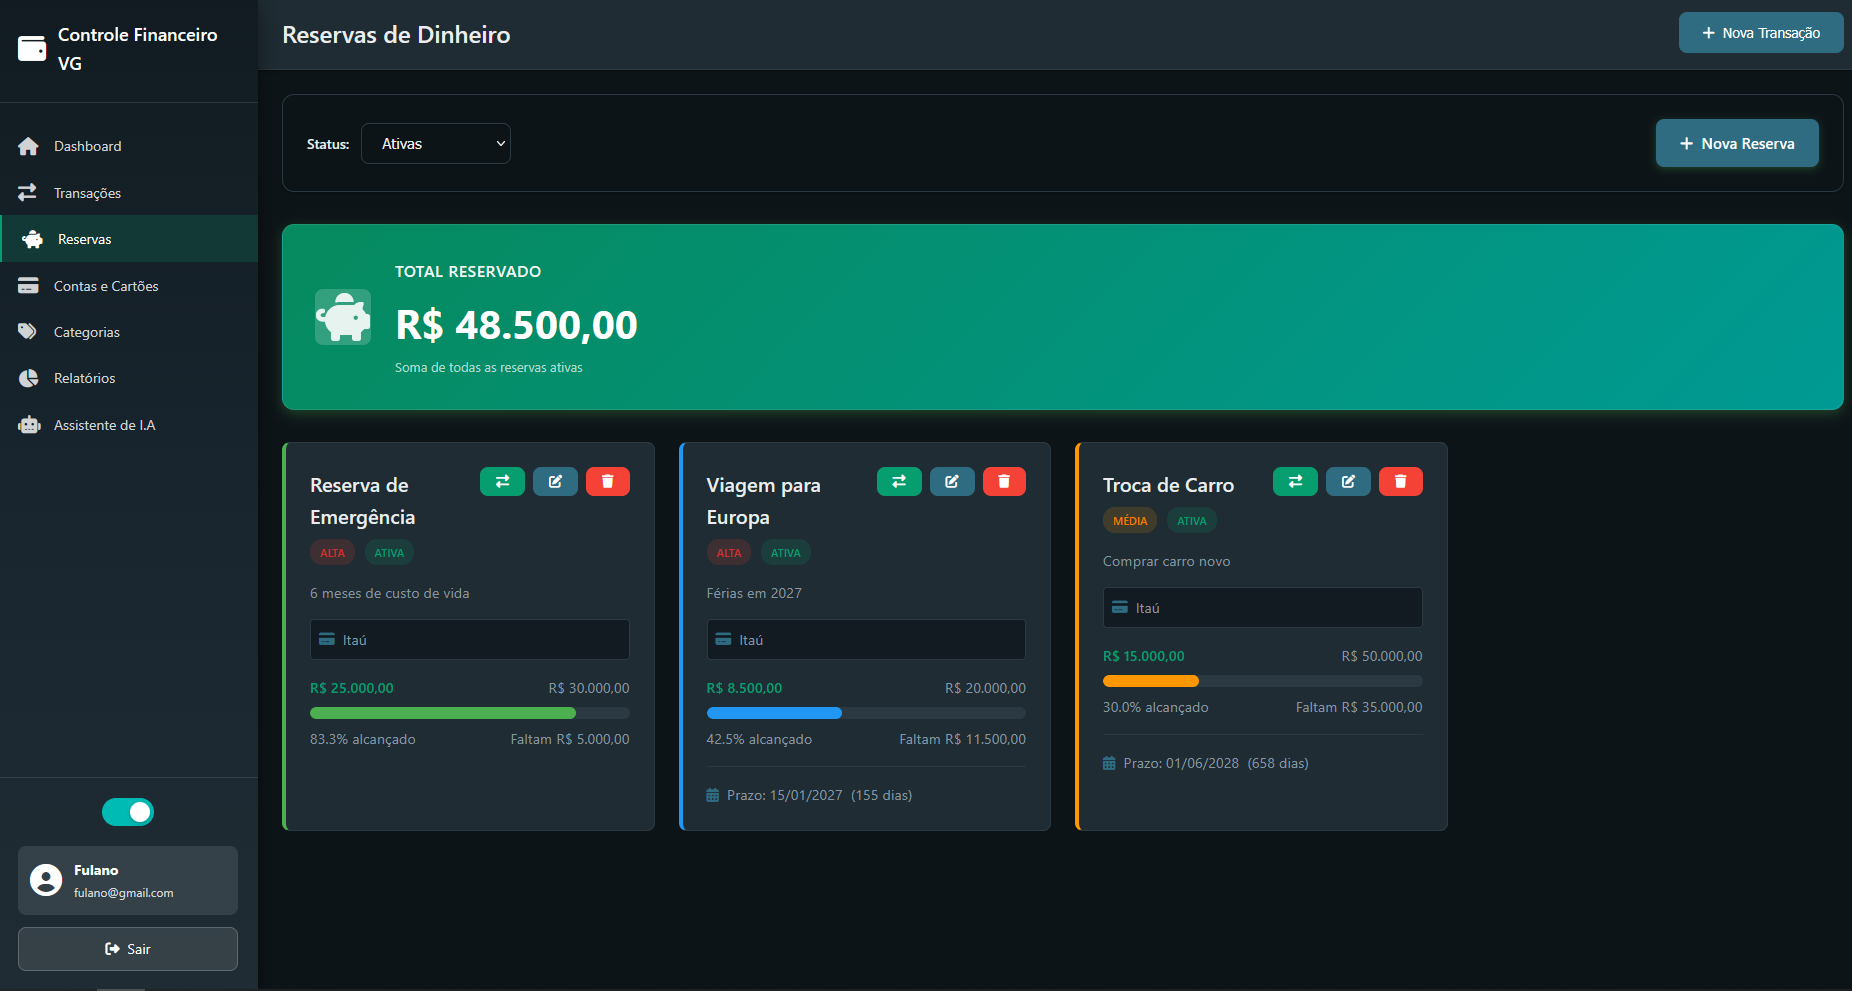 Controle Financeiro
VG
Dashboard
Transações
Reservas
Contas e Cartões
Categorias
Relatórios
Assistente de I.A
Fulano
fulano@gmail.com
Sair
Reservas de Dinheiro
Nova Transação
Status: Ativas
Nova Reserva
TOTAL RESERVADO
R$ 48.500,00
Soma de todas as reservas ativas
Reserva de
Emergência
ALTA ATIVA
6 meses de custo de vida
Itaú
R$ 25.000,00 R$ 30.000,00
83.3% alcançado Faltam R$ 5.000,00
Viagem para
Europa
ALTA ATIVA
Férias em 2027
Itaú
R$ 8.500,00 R$ 20.000,00
42.5% alcançado Faltam R$ 11.500,00
Prazo: 15/01/2027 (155 dias)
Troca de Carro
MÉDIA ATIVA
Comprar carro novo
Itaú
R$ 15.000,00 R$ 50.000,00
30.0% alcançado Faltam R$ 35.000,00
Prazo: 01/06/2028 (658 dias)